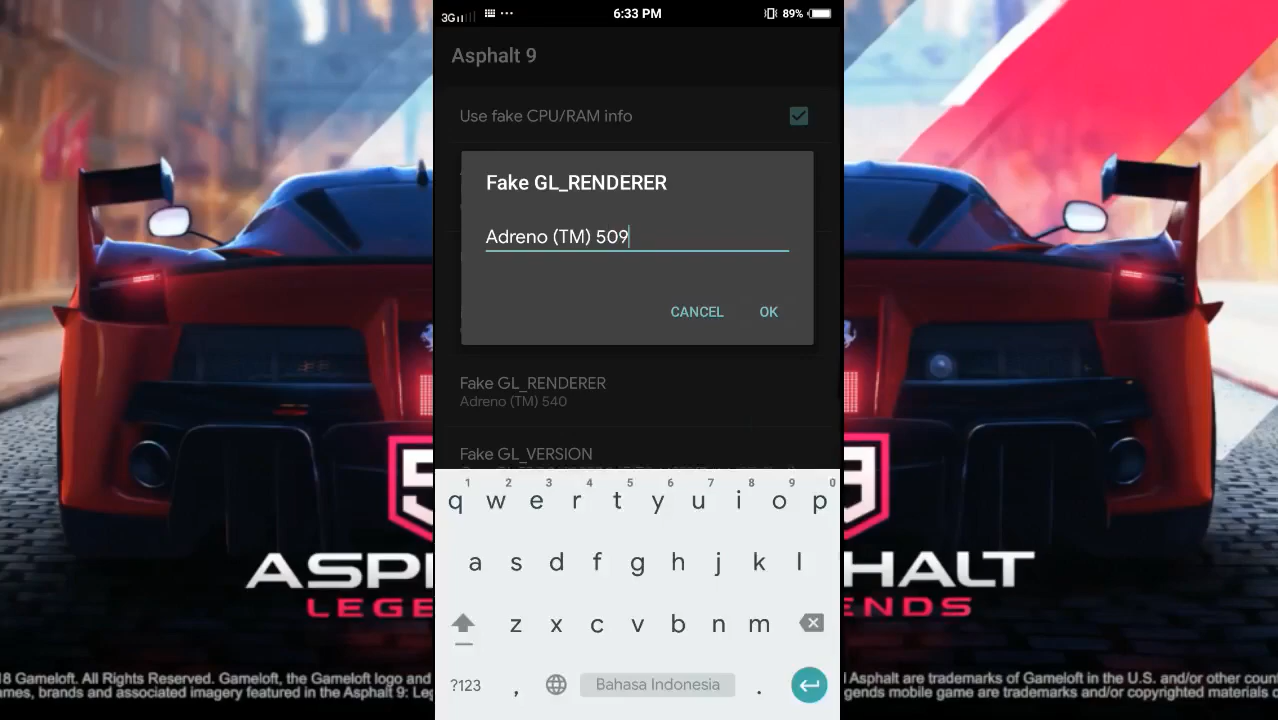 3G
6:33 PM
89%
Asphalt 9
Use fake CPU/RAM info
Fake GL_RENDERER
Adreno (TM) 509
CANCEL OK
Fake GL_RENDERER
Adreno (TM) 540
Fake GL_VERSION
1 2 3 4 5 6 7 8 9 0
q w e r t y u i o p
a s d f g h j k l
z x c v b n m
?123 , Bahasa Indonesia .
5
9
ASP
HALT
LEGE
ENDS
18 Gameloft. All Rights Reserved. Gameloft, the Gameloft logo and
ames, brands and associated imagery featured in the Asphalt 9: Leg
Asphalt are trademarks of Gameloft in the U.S. and/or other coun
gends mobile game are trademarks and/or copyrighted materials o